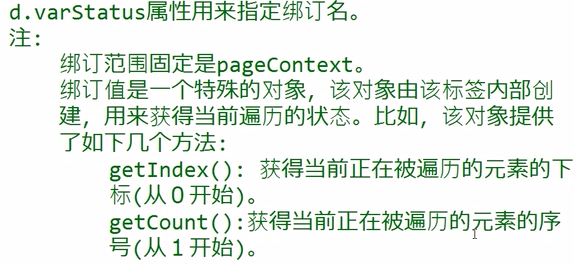 d.varStatus属性用来指定绑订名。
注:
绑订范围固定是pageContext。
绑订值是一个特殊的对象，该对象由该标签内部创
建，用来获得当前遍历的状态。比如，该对象提供
了如下几个方法:
getIndex(): 获得当前正在被遍历的元素的下
标(从０开始)。
getCount():获得当前正在被遍历的元素的序
号(从１开始)。